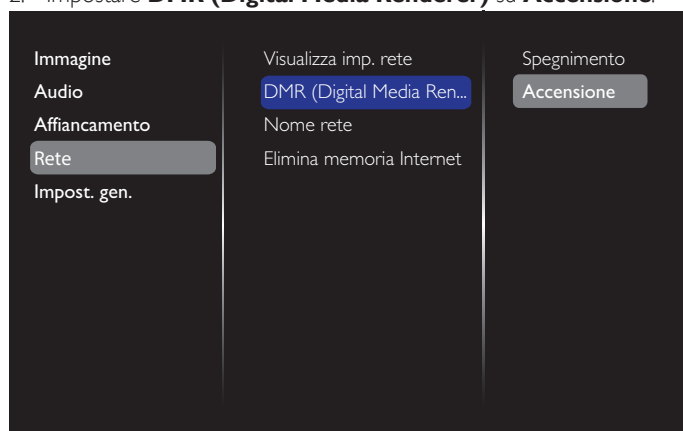 2. Impostare DMR (Digital Media Renderer) su Accensione.
Immagine
Audio
Affiancamento
Rete
Impost. gen.
Visualizza imp. rete
DMR (Digital Media Ren...
Nome rete
Elimina memoria Internet
Spegnimento
Accensione